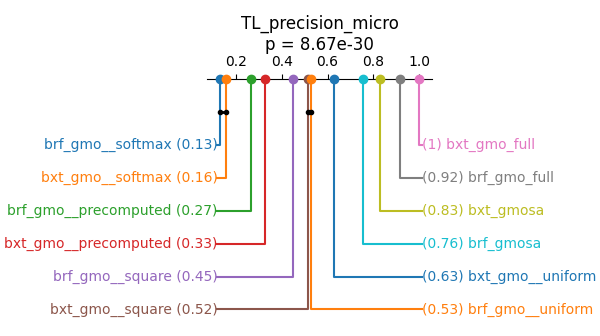 TL_precision_micro
p = 8.67e-30
0.2 0.4 0.6 0.8 1.0
brf_gmo__softmax (0.13) (1) bxt_gmo_full
bxt_gmo__softmax (0.16) (0.92) brf_gmo_full
brf_gmo__precomputed (0.27) (0.83) bxt_gmosa
bxt_gmo__precomputed (0.33) (0.76) brf_gmosa
brf_gmo__square (0.45) (0.63) bxt_gmo__uniform
bxt_gmo__square (0.52) (0.53) brf_gmo__uniform